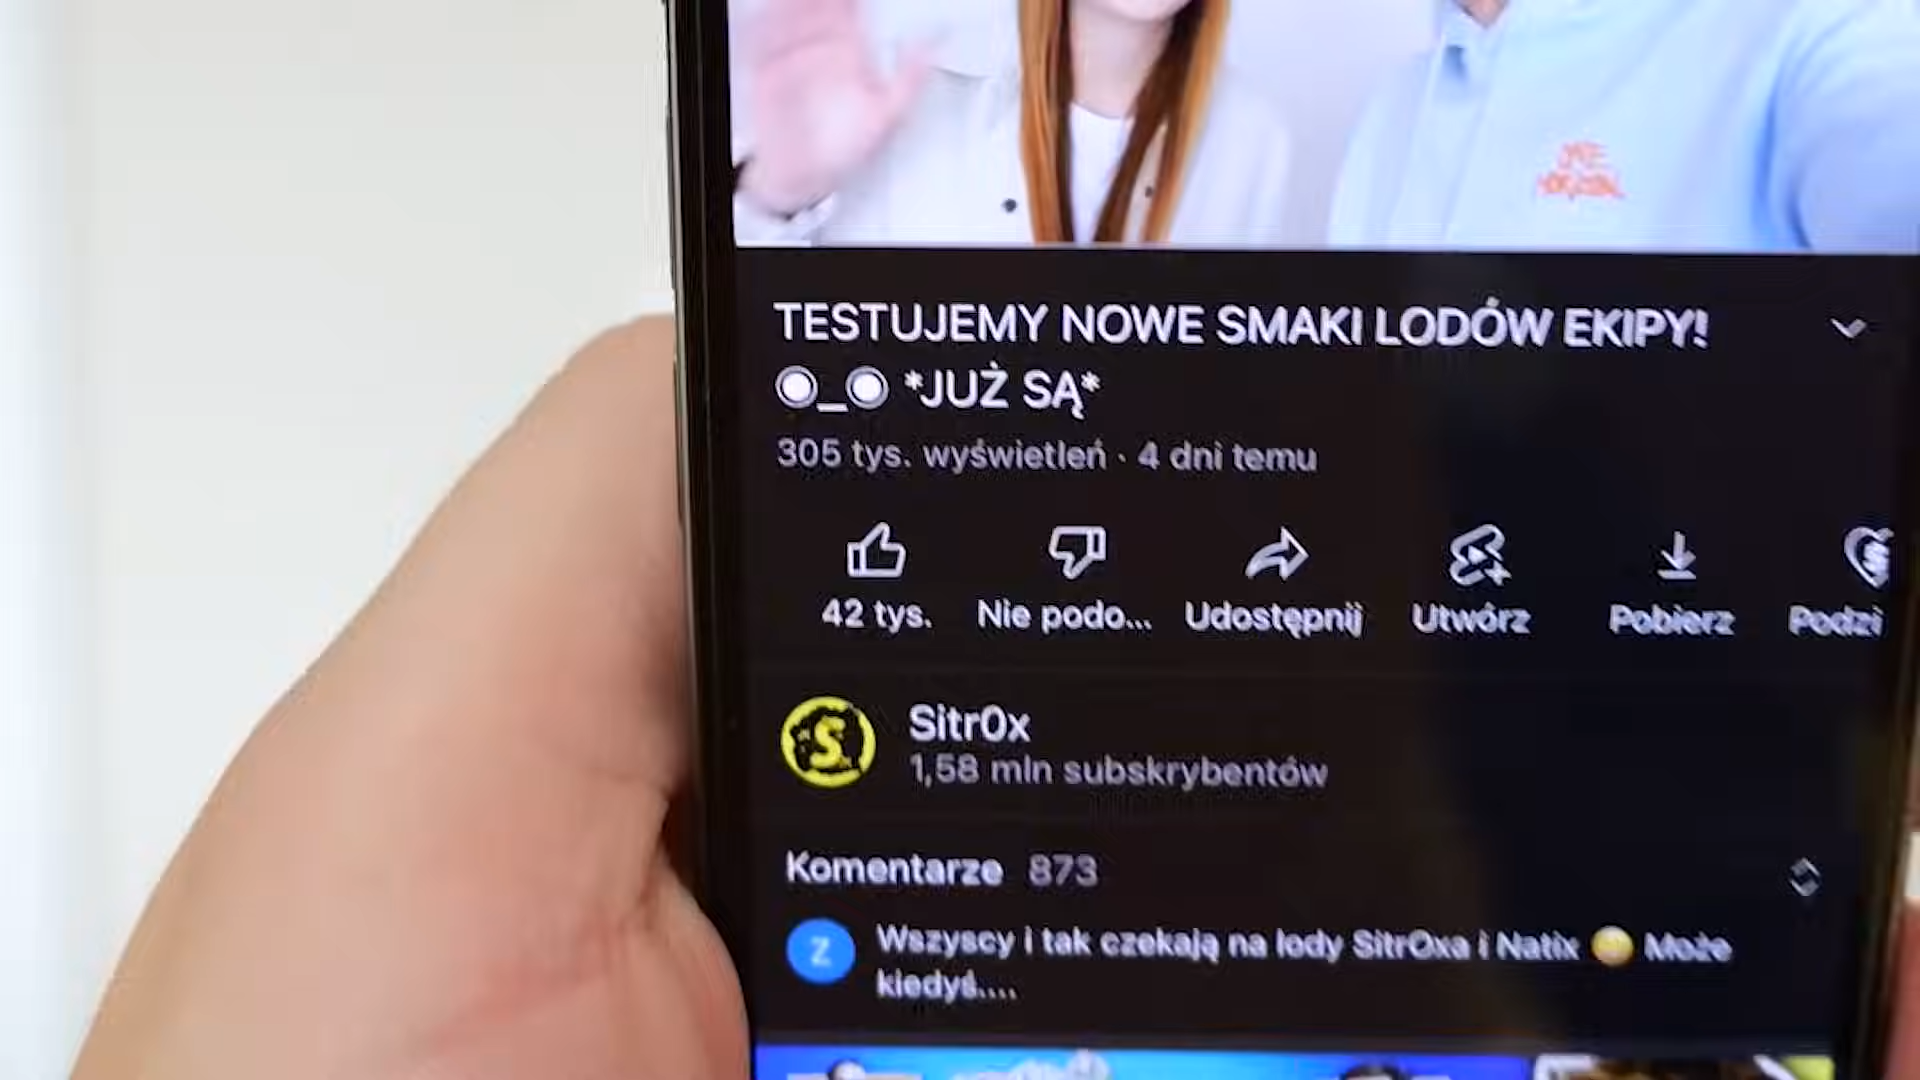 TESTUJEMY NOWE SMAKI LODÓW EKIPY!
◉_◉ *JUŻ SĄ*
305 tys. wyświetleń · 4 dni temu
42 tys. Nie podo... Udostępnij Utwórz Pobierz Podzi
S
Sitr0x
1,58 mln subskrybentów
Komentarze 873
Z
Wszyscy i tak czekają na lody Sitr0xa i Natix 😁 Może
kiedyś....